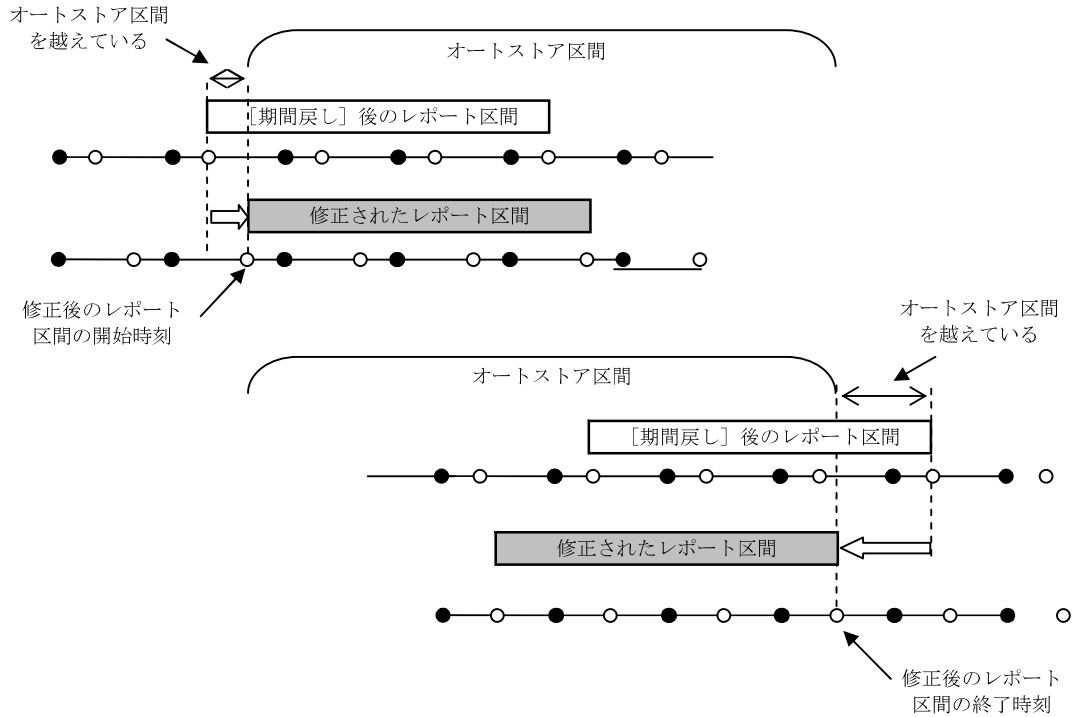 オートストア区間
を越えている
オートストア区間
［期間戻し］後のレポート区間
修正されたレポート区間
修正後のレポート
区間の開始時刻
オートストア区間
を越えている
オートストア区間
［期間戻し］後のレポート区間
修正されたレポート区間
修正後のレポート
区間の終了時刻